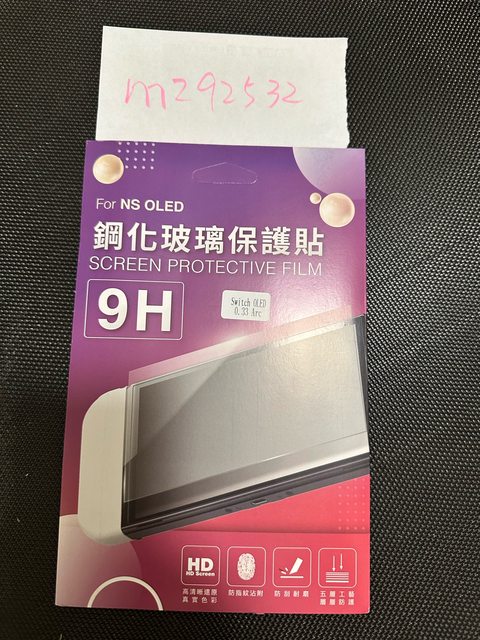 m292532
For NS OLED
鋼化玻璃保護貼
SCREEN PROTECTIVE FILM
9H
Switch OLED
0.33 Arc
HD
HD Screen
高清晰還原
真實色彩
防指紋沾附
防刮耐磨
五層工藝
層層防護